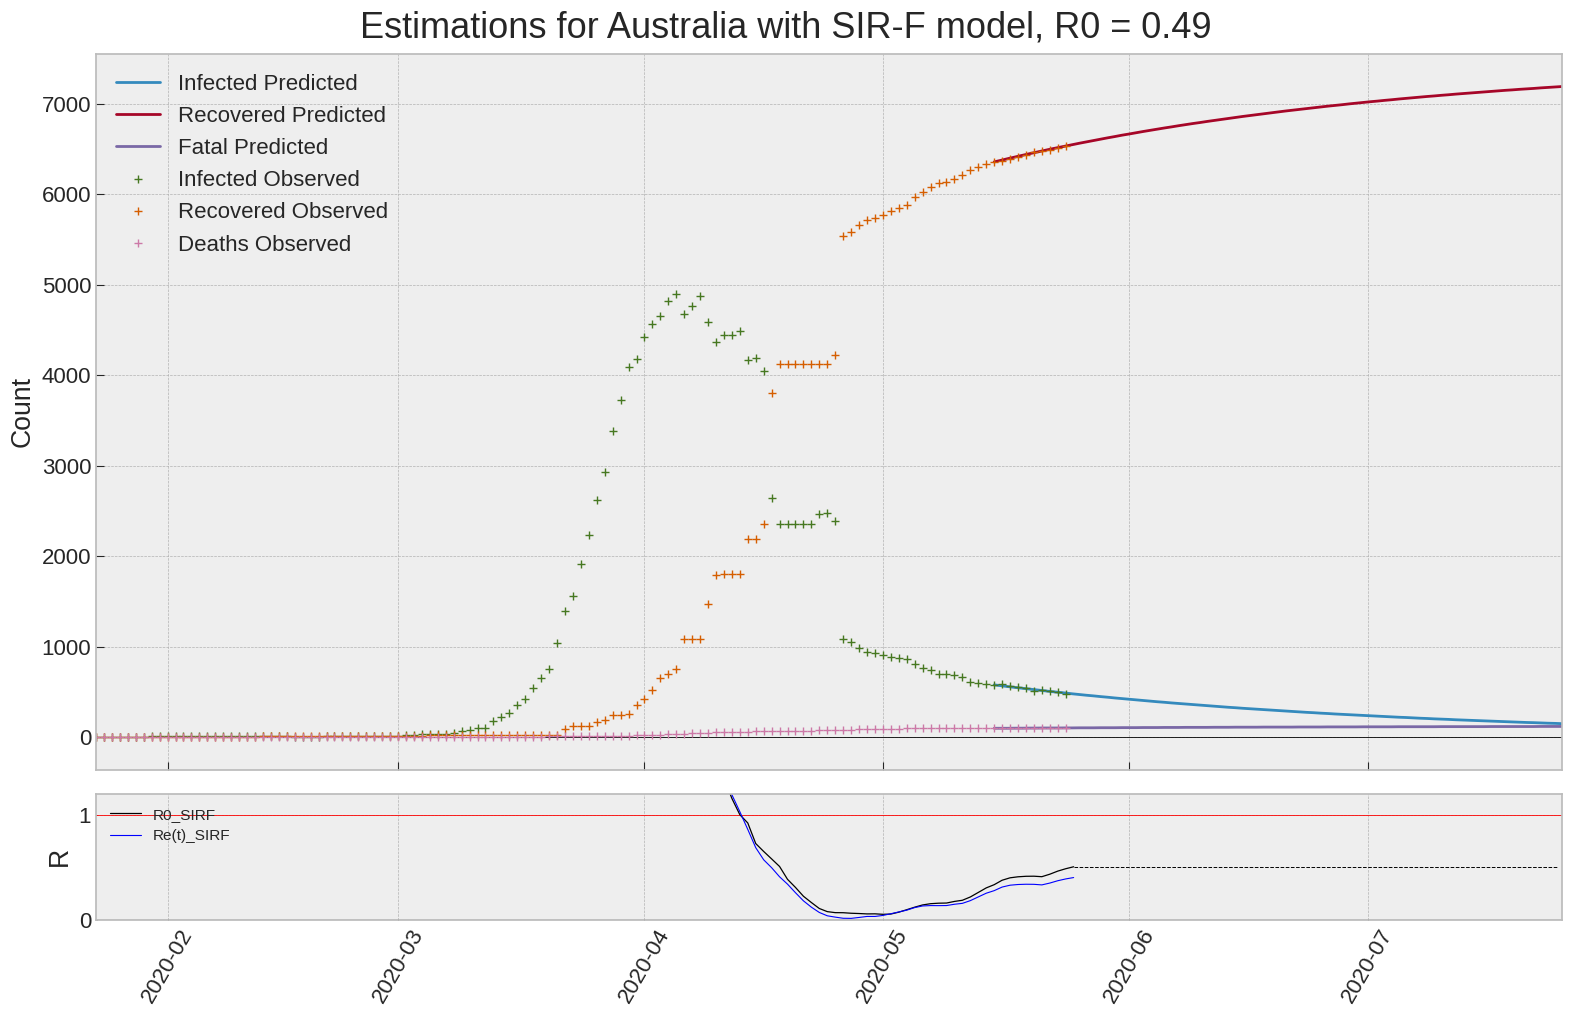 Estimations for Australia with SIR-F model, R0 = 0.49
Infected Predicted
Recovered Predicted
Fatal Predicted
Infected Observed
Recovered Observed
Deaths Observed
7000
6000
5000
4000
3000
2000
1000
0
Count
R0_SIRF
Re(t)_SIRF
1
0
R
2020-02
2020-03
2020-04
2020-05
2020-06
2020-07